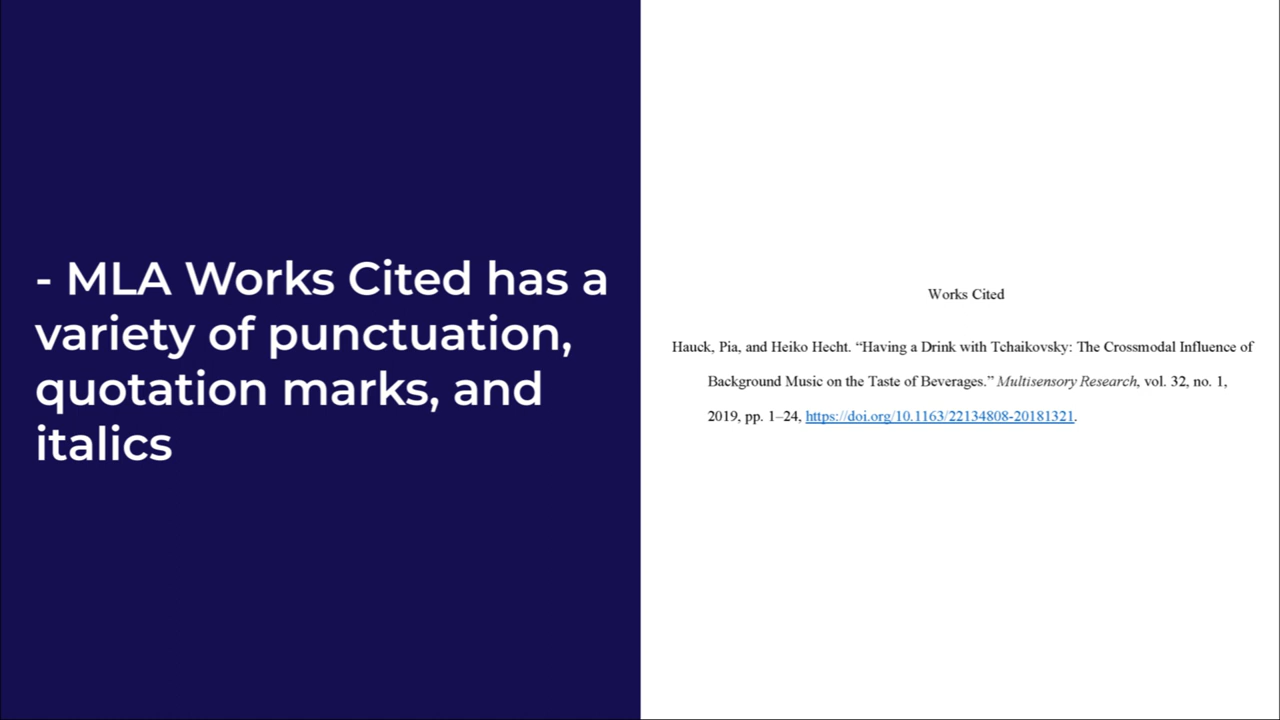 - MLA Works Cited has a
variety of punctuation,
quotation marks, and
italics
Works Cited
Hauck, Pia, and Heiko Hecht. “Having a Drink with Tchaikovsky: The Crossmodal Influence of
Background Music on the Taste of Beverages.” Multisensory Research, vol. 32, no. 1,
2019, pp. 1–24, https://doi.org/10.1163/22134808-20181321.